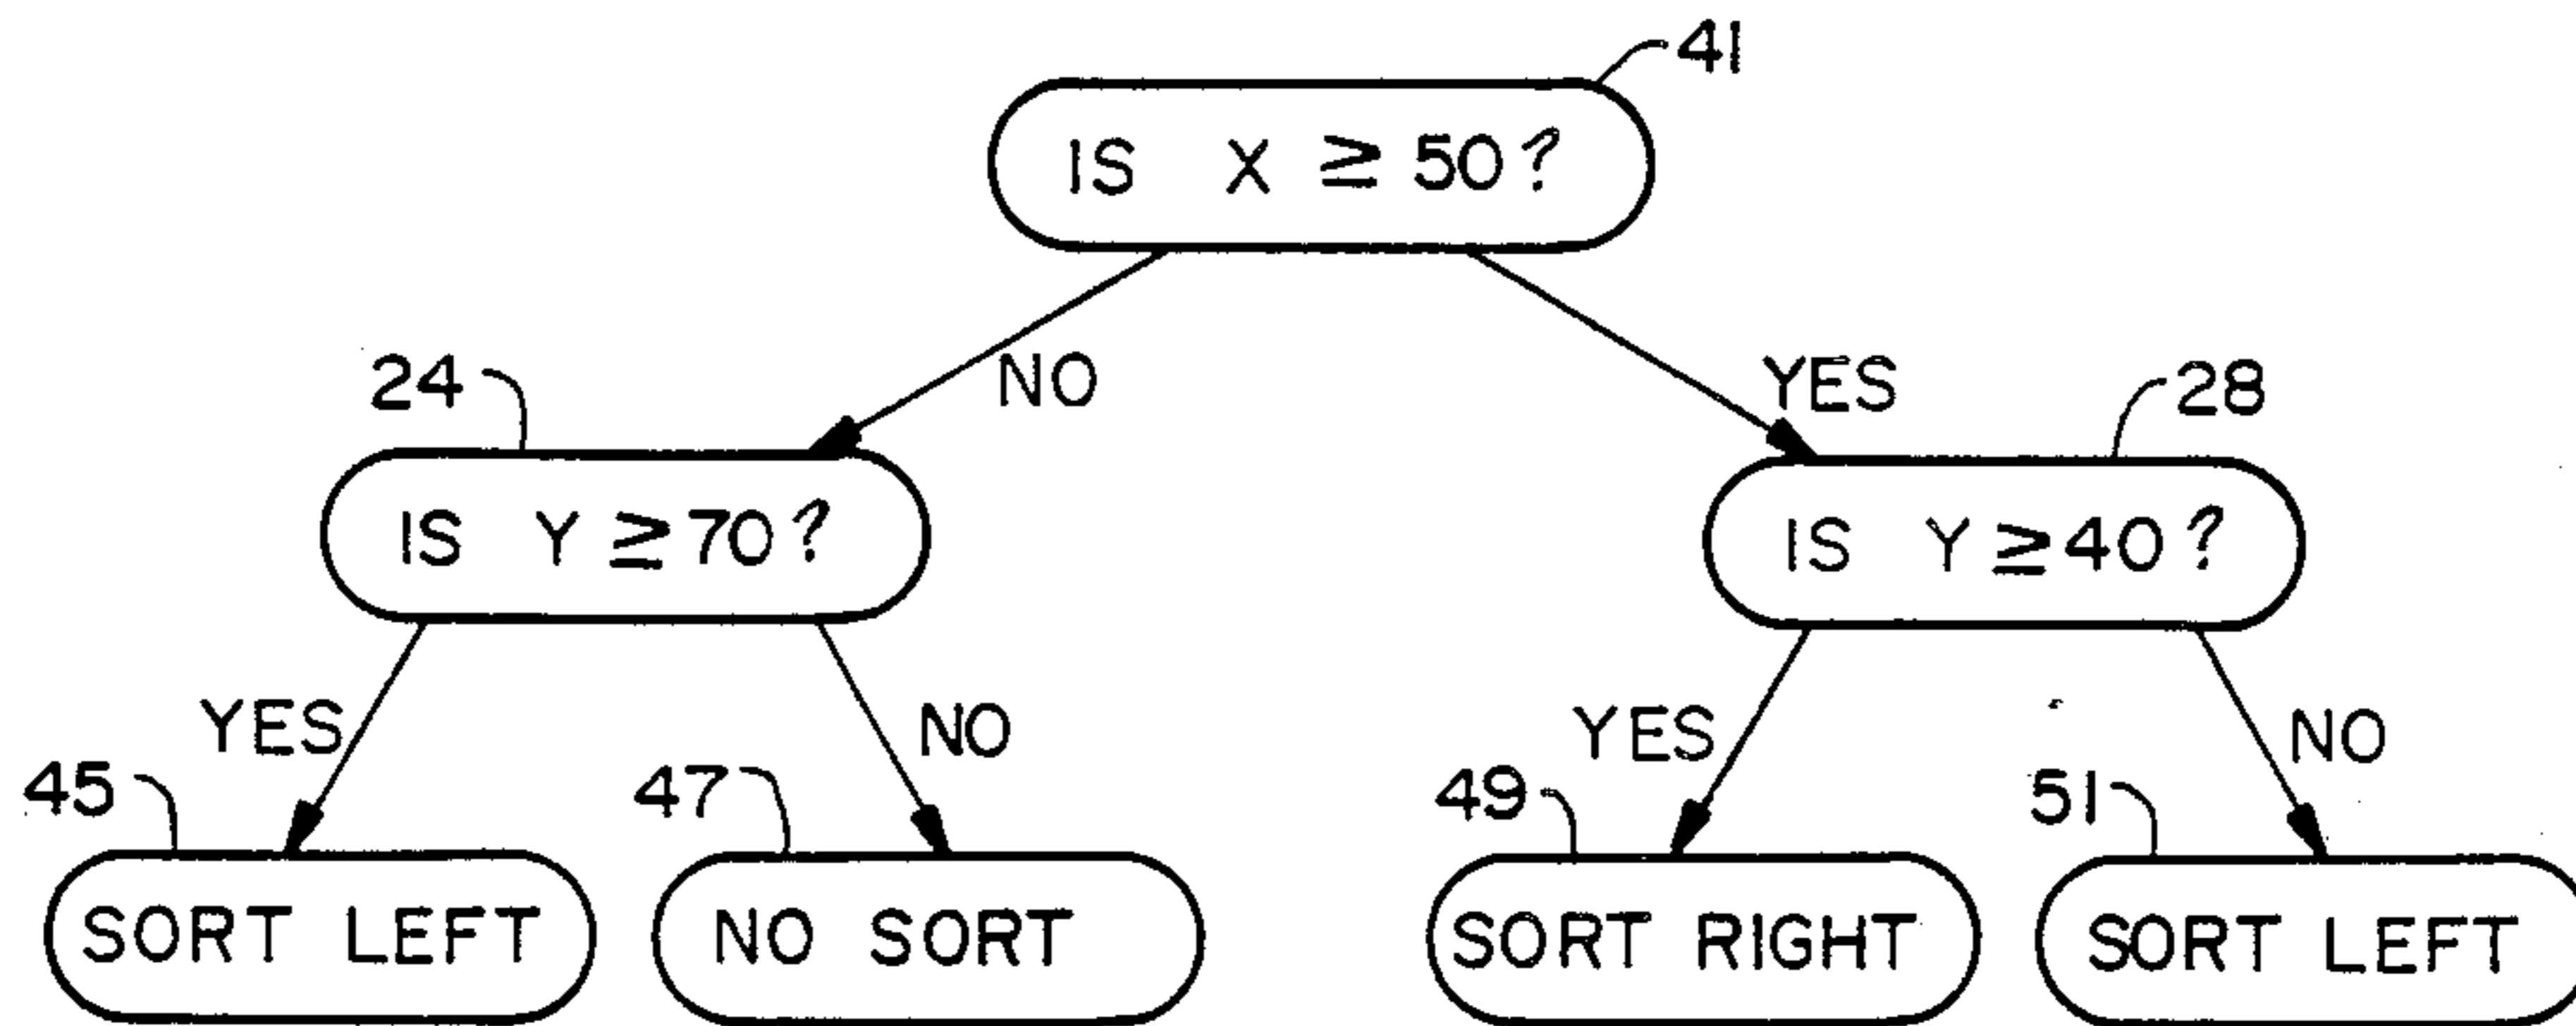 41
IS X ≥ 50?
NO
YES
24
28
IS Y ≥ 70?
IS Y ≥ 40?
YES
NO
YES
NO
45
47
49
51
SORT LEFT
NO SORT
SORT RIGHT
SORT LEFT